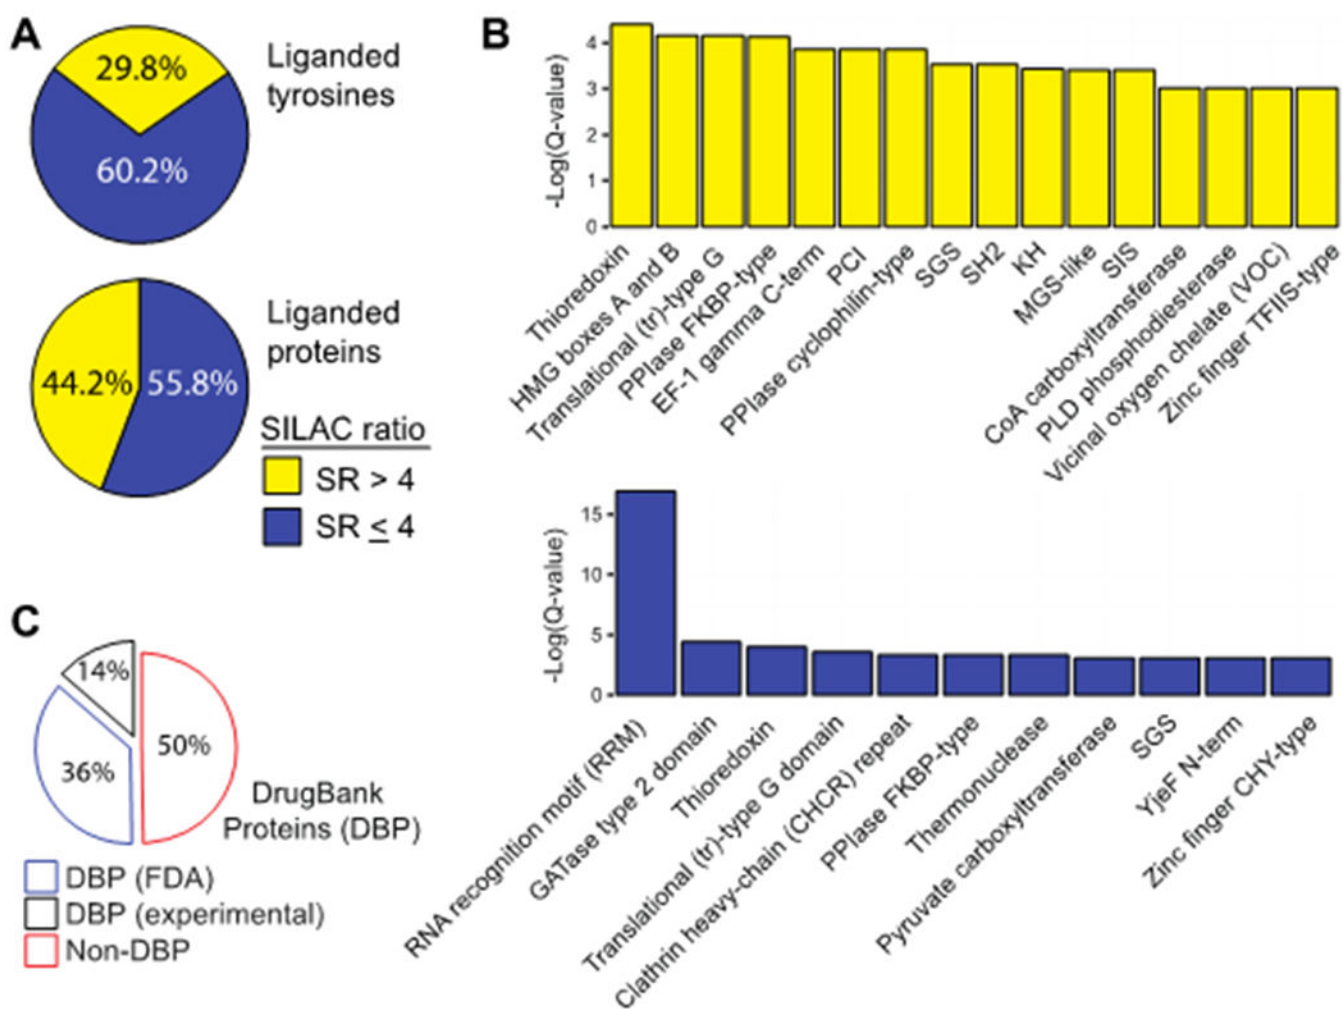 A
29.8%
60.2%
Liganded
tyrosines
44.2%
55.8%
Liganded
proteins
SILAC ratio
SR > 4
SR ≤ 4
B
-Log(Q-value)
4
3
2
1
0
Thioredoxin
HMG boxes A and B
Translational (tr)-type G
PPIase FKBP-type
EF-1 gamma C-term
PCI
PPIase cyclophilin-type
SGS
SH2
KH
MGS-like
SIS
CoA carboxyltransferase
PLD phosphodiesterase
Vicinal oxygen chelate (VOC)
Zinc finger TFIIS-type
-Log(Q-value)
15
10
5
0
RNA recognition motif (RRM)
GATase type 2 domain
Thioredoxin
Translational (tr)-type G domain
Clathrin heavy-chain (CHCR) repeat
PPIase FKBP-type
Thermonuclease
Pyruvate carboxyltransferase
SGS
YjeF N-term
Zinc finger CHY-type
C
14%
36%
50%
DrugBank
Proteins (DBP)
DBP (FDA)
DBP (experimental)
Non-DBP